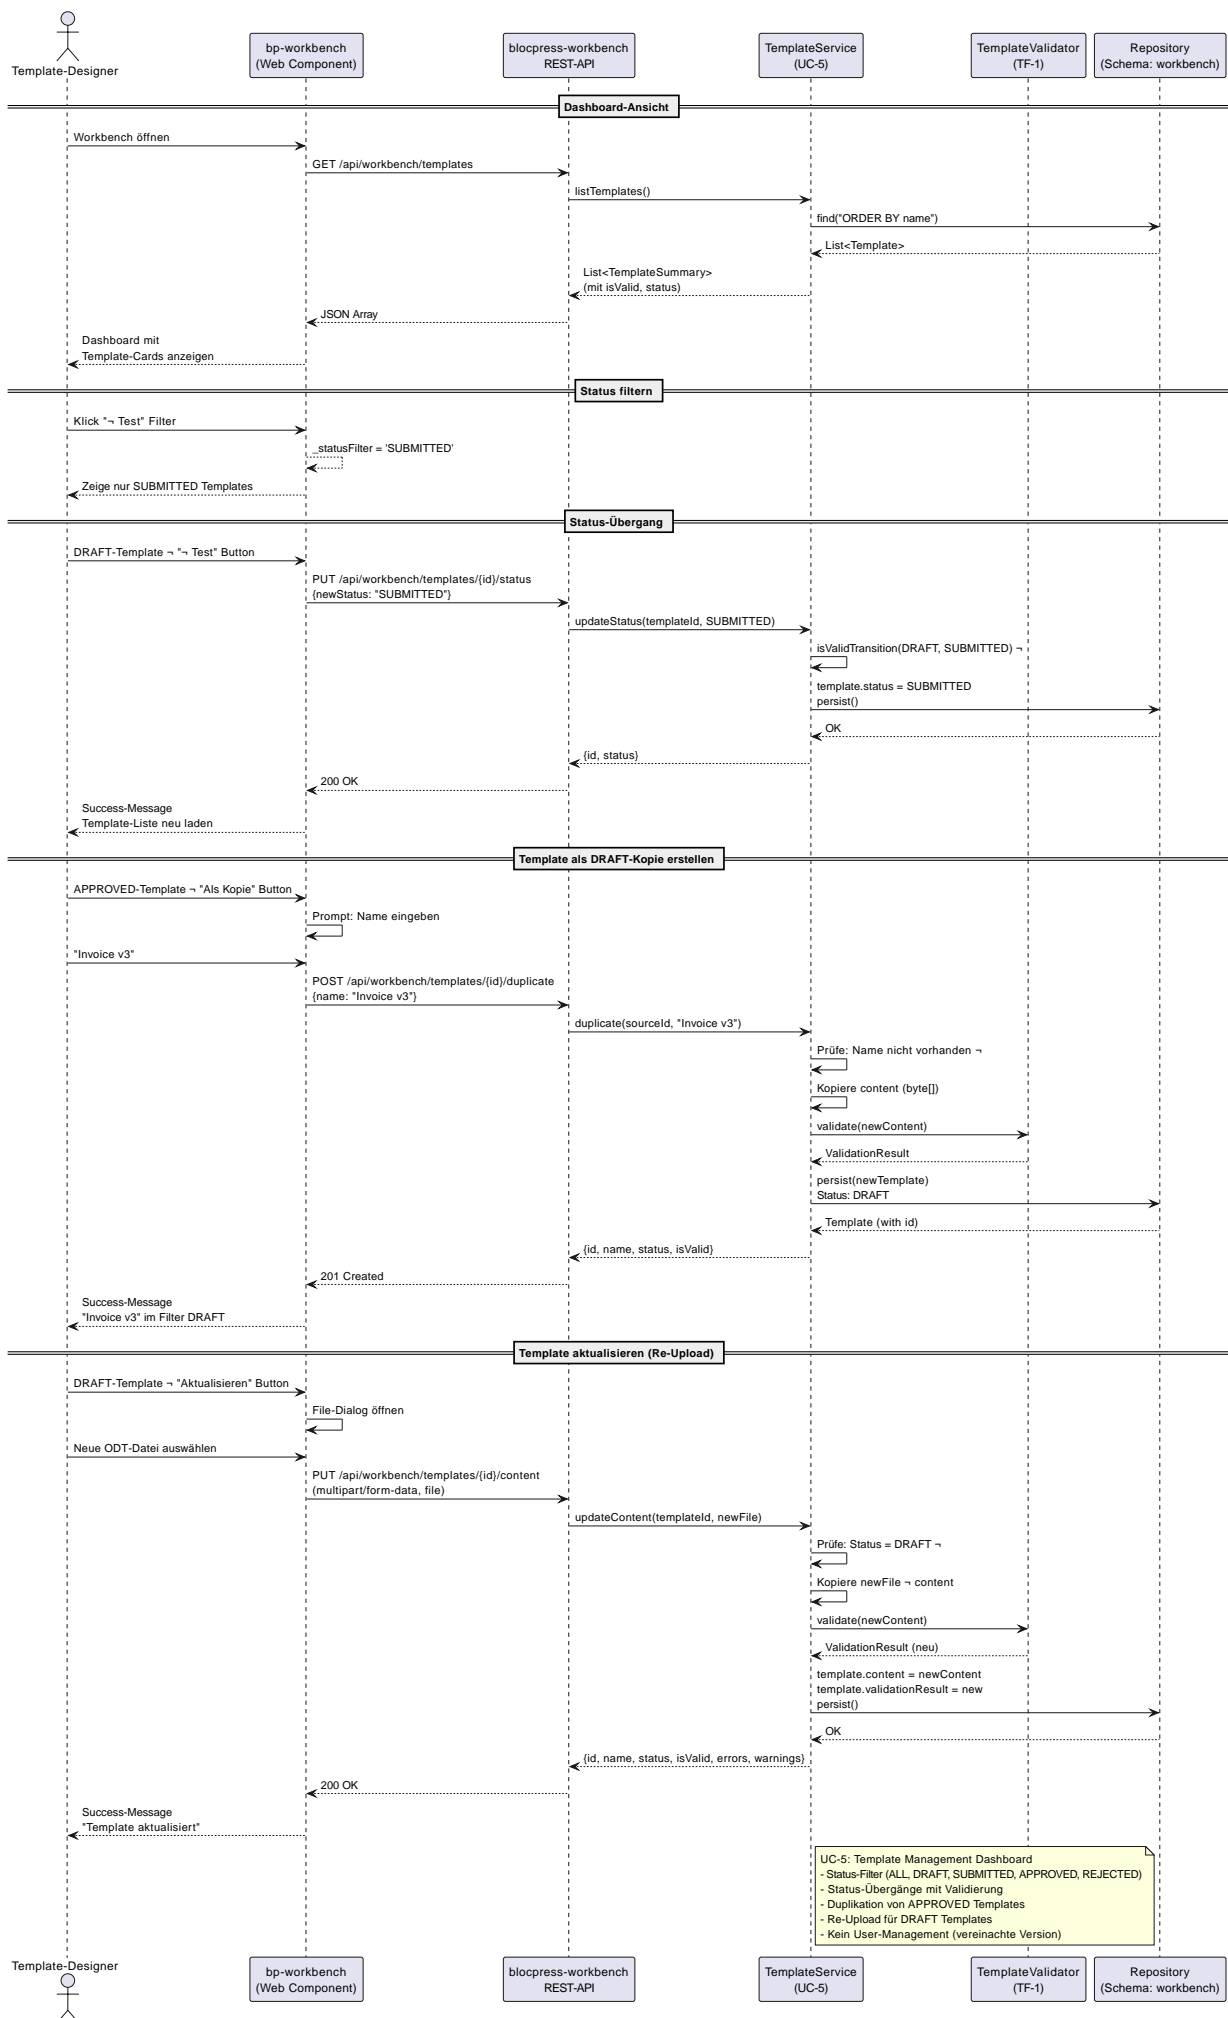 Template-Designer
bp-workbench
(Web Component)
blocpress-workbench
REST-API
TemplateService
(UC-5)
TemplateValidator
(TF-1)
Repository
(Schema: workbench)
Dashboard-Ansicht
Workbench öffnen
GET /api/workbench/templates
listTemplates()
find("ORDER BY name")
List<Template>
List<TemplateSummary>
(mit isValid, status)
JSON Array
Dashboard mit
Template-Cards anzeigen
Status filtern
Klick "¬ Test" Filter
_statusFilter = 'SUBMITTED'
Zeige nur SUBMITTED Templates
Status-Übergang
DRAFT-Template ¬ "¬ Test" Button
PUT /api/workbench/templates/{id}/status
{newStatus: "SUBMITTED"}
updateStatus(templateId, SUBMITTED)
isValidTransition(DRAFT, SUBMITTED) ¬
template.status = SUBMITTED
persist()
OK
{id, status}
200 OK
Success-Message
Template-Liste neu laden
Template als DRAFT-Kopie erstellen
APPROVED-Template ¬ "Als Kopie" Button
Prompt: Name eingeben
"Invoice v3"
POST /api/workbench/templates/{id}/duplicate
{name: "Invoice v3"}
duplicate(sourceId, "Invoice v3")
Prüfe: Name nicht vorhanden ¬
Kopiere content (byte[])
validate(newContent)
ValidationResult
persist(newTemplate)
Status: DRAFT
Template (with id)
{id, name, status, isValid}
201 Created
Success-Message
"Invoice v3" im Filter DRAFT
Template aktualisieren (Re-Upload)
DRAFT-Template ¬ "Aktualisieren" Button
File-Dialog öffnen
Neue ODT-Datei auswählen
PUT /api/workbench/templates/{id}/content
(multipart/form-data, file)
updateContent(templateId, newFile)
Prüfe: Status = DRAFT ¬
Kopiere newFile ¬ content
validate(newContent)
ValidationResult (neu)
template.content = newContent
template.validationResult = new
persist()
OK
{id, name, status, isValid, errors, warnings}
200 OK
Success-Message
"Template aktualisiert"
UC-5: Template Management Dashboard
- Status-Filter (ALL, DRAFT, SUBMITTED, APPROVED, REJECTED)
- Status-Übergänge mit Validierung
- Duplikation von APPROVED Templates
- Re-Upload für DRAFT Templates
- Kein User-Management (vereinachte Version)
Template-Designer
bp-workbench
(Web Component)
blocpress-workbench
REST-API
TemplateService
(UC-5)
TemplateValidator
(TF-1)
Repository
(Schema: workbench)